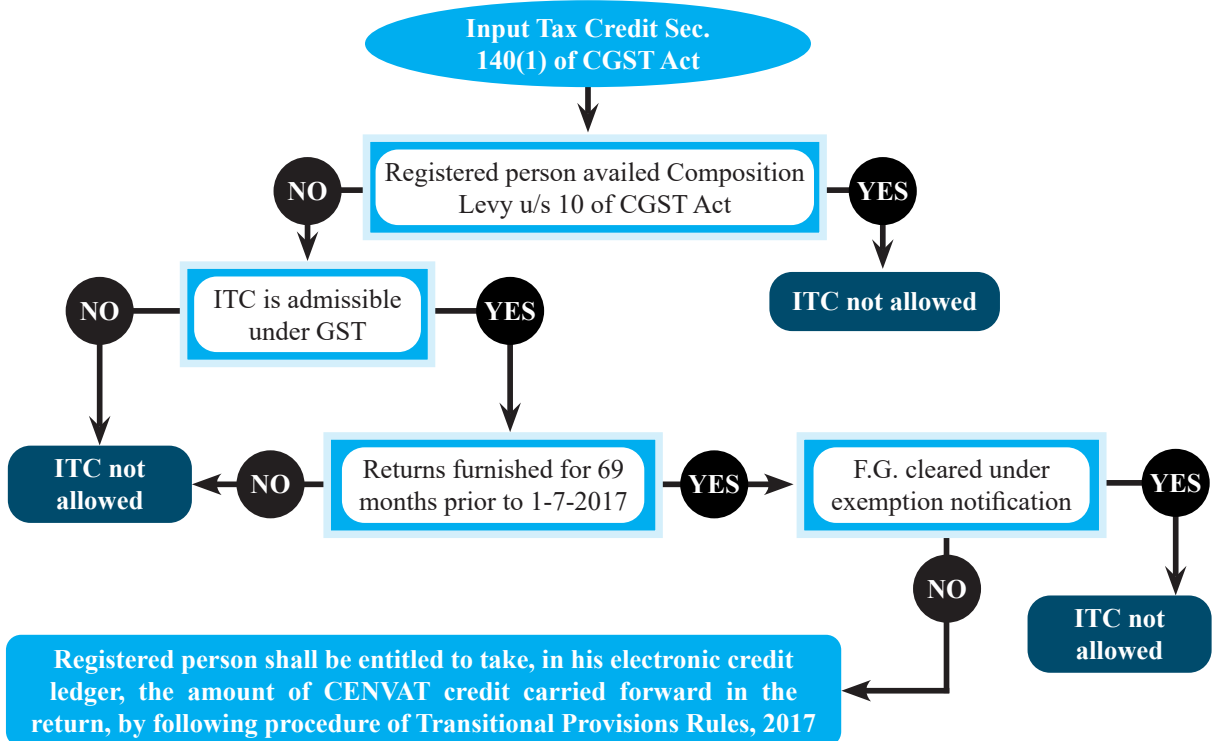 Input Tax Credit Sec.
140(1) of CGST Act
Registered person availed Composition
Levy u/s 10 of CGST Act
NO
YES
ITC is admissible
under GST
ITC not allowed
NO
YES
ITC not
allowed
NO
Returns furnished for 69
months prior to 1-7-2017
YES
F.G. cleared under
exemption notification
YES
NO
ITC not
allowed
Registered person shall be entitled to take, in his electronic credit
ledger, the amount of CENVAT credit carried forward in the
return, by following procedure of Transitional Provisions Rules, 2017